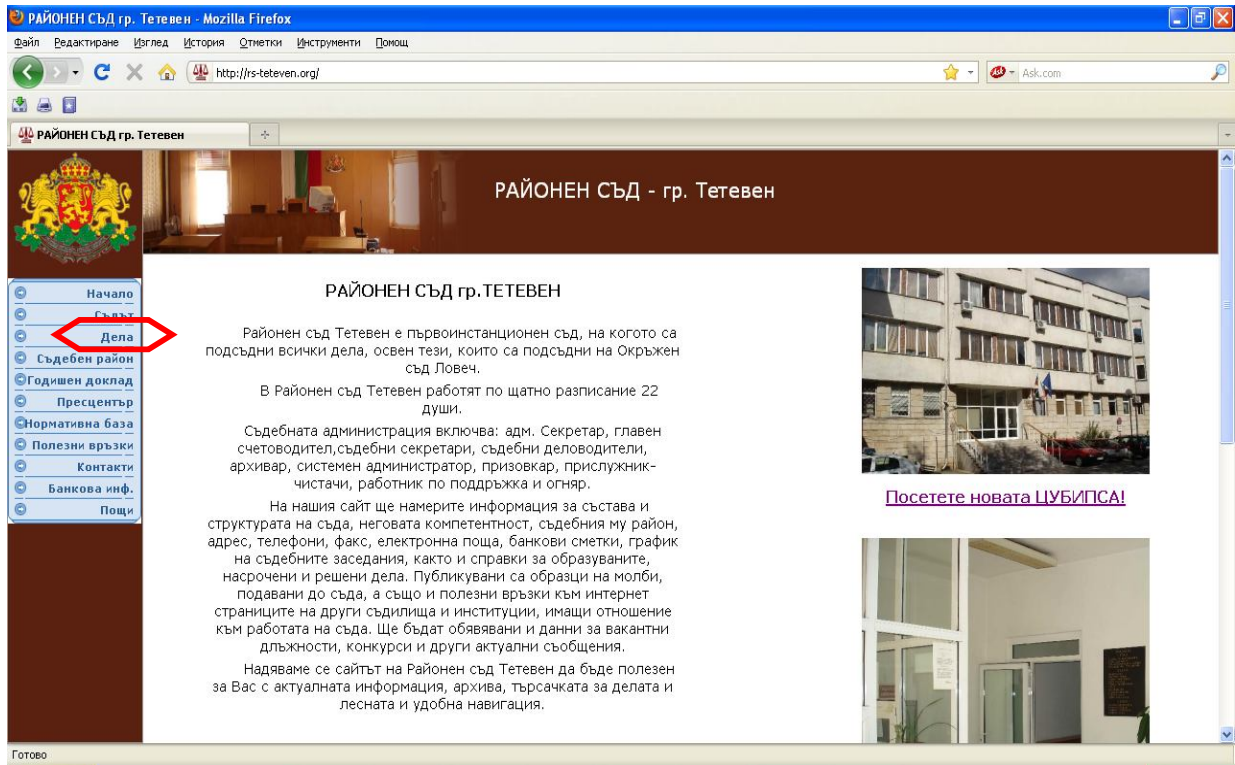 РАЙОНЕН СЪД гр. Тетевен - Mozilla Firefox
Файл Редактиране Изглед История Отметки Инструменти Помощ
http://rs-teteven.org/
Ask.com
РАЙОНЕН СЪД гр. Тетевен
РАЙОНЕН СЪД - гр. Тетевен
Начало
Съдът
Дела
Съдебен район
Годишен доклад
Пресцентър
Нормативна база
Полезни връзки
Контакти
Банкова инф.
Пощи
РАЙОНЕН СЪД гр.ТЕТЕВЕН
Районен съд Тетевен е първоинстанционен съд, на когото са
подсъдни всички дела, освен тези, които са подсъдни на Окръжен
съд Ловеч.
В Районен съд Тетевен работят по щатно разписание 22
души.
Съдебната администрация включва: адм. Секретар, главен
счетоводител,съдебни секретари, съдебни деловодители,
архивар, системен администратор, призовкар, прислужник-
чистачи, работник по поддръжка и огняр.
На нашия сайт ще намерите информация за състава и
структурата на съда, неговата компетентност, съдебния му район,
адрес, телефони, факс, електронна поща, банкови сметки, график
на съдебните заседания, както и справки за образуваните,
насрочени и решени дела. Публикувани са образци на молби,
подавани до съда, а също и полезни връзки към интернет
страниците на други съдилища и институции, имащи отношение
към работата на съда. Ще бъдат обявявани и данни за вакантни
длъжности, конкурси и други актуални съобщения.
Надяваме се сайтът на Районен съд Тетевен да бъде полезен
за Вас с актуалната информация, архива, търсачката за делата и
лесната и удобна навигация.
Посетете новата ЦУБИПСА!
Готово